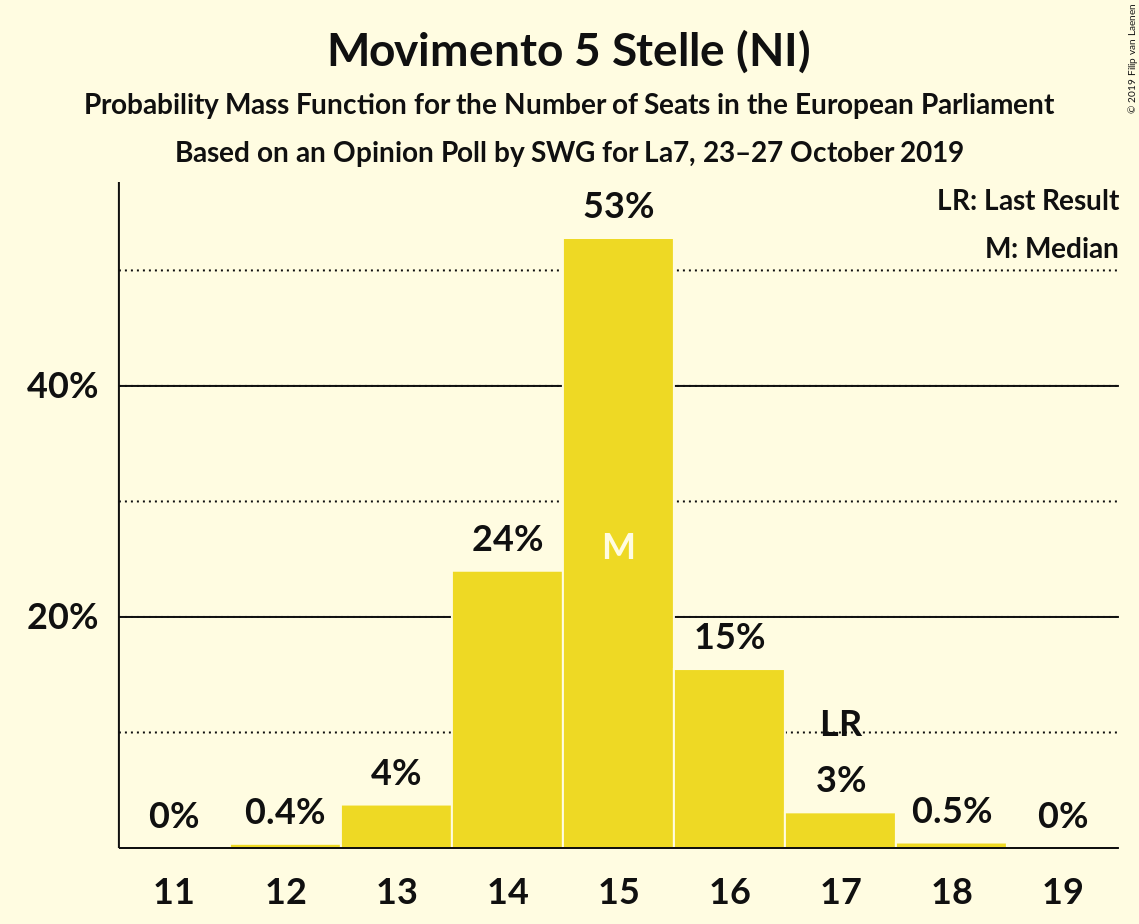 Movimento 5 Stelle (NI)
Probability Mass Function for the Number of Seats in the European Parliament
Based on an Opinion Poll by SWG for La7, 23–27 October 2019
© 2019 Filip van Laenen
LR: Last Result
M: Median
53%
40%
24%
M
20%
15%
LR
4%
3%
0%
0.4%
0.5%
0%
11 12 13 14 15 16 17 18 19